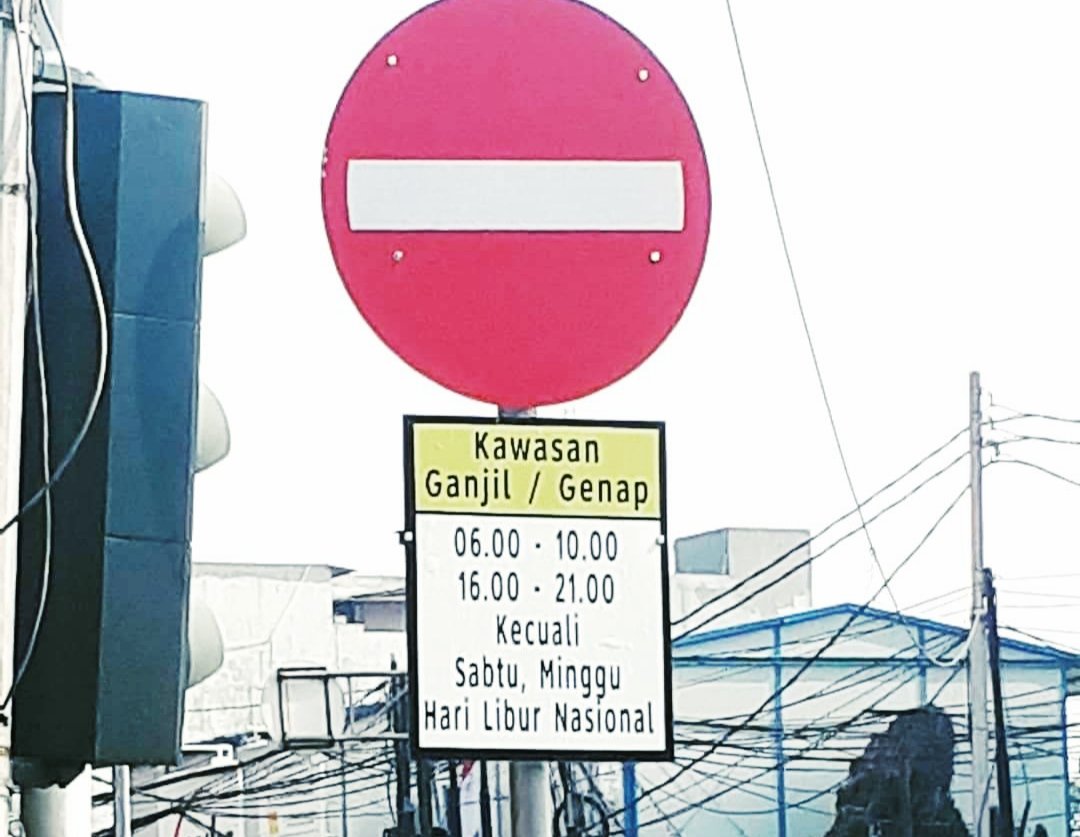 Kawasan
Ganjil / Genap
06.00 - 10.00
16.00 - 21.00
Kecuali
Sabtu, Minggu
Hari Libur Nasional